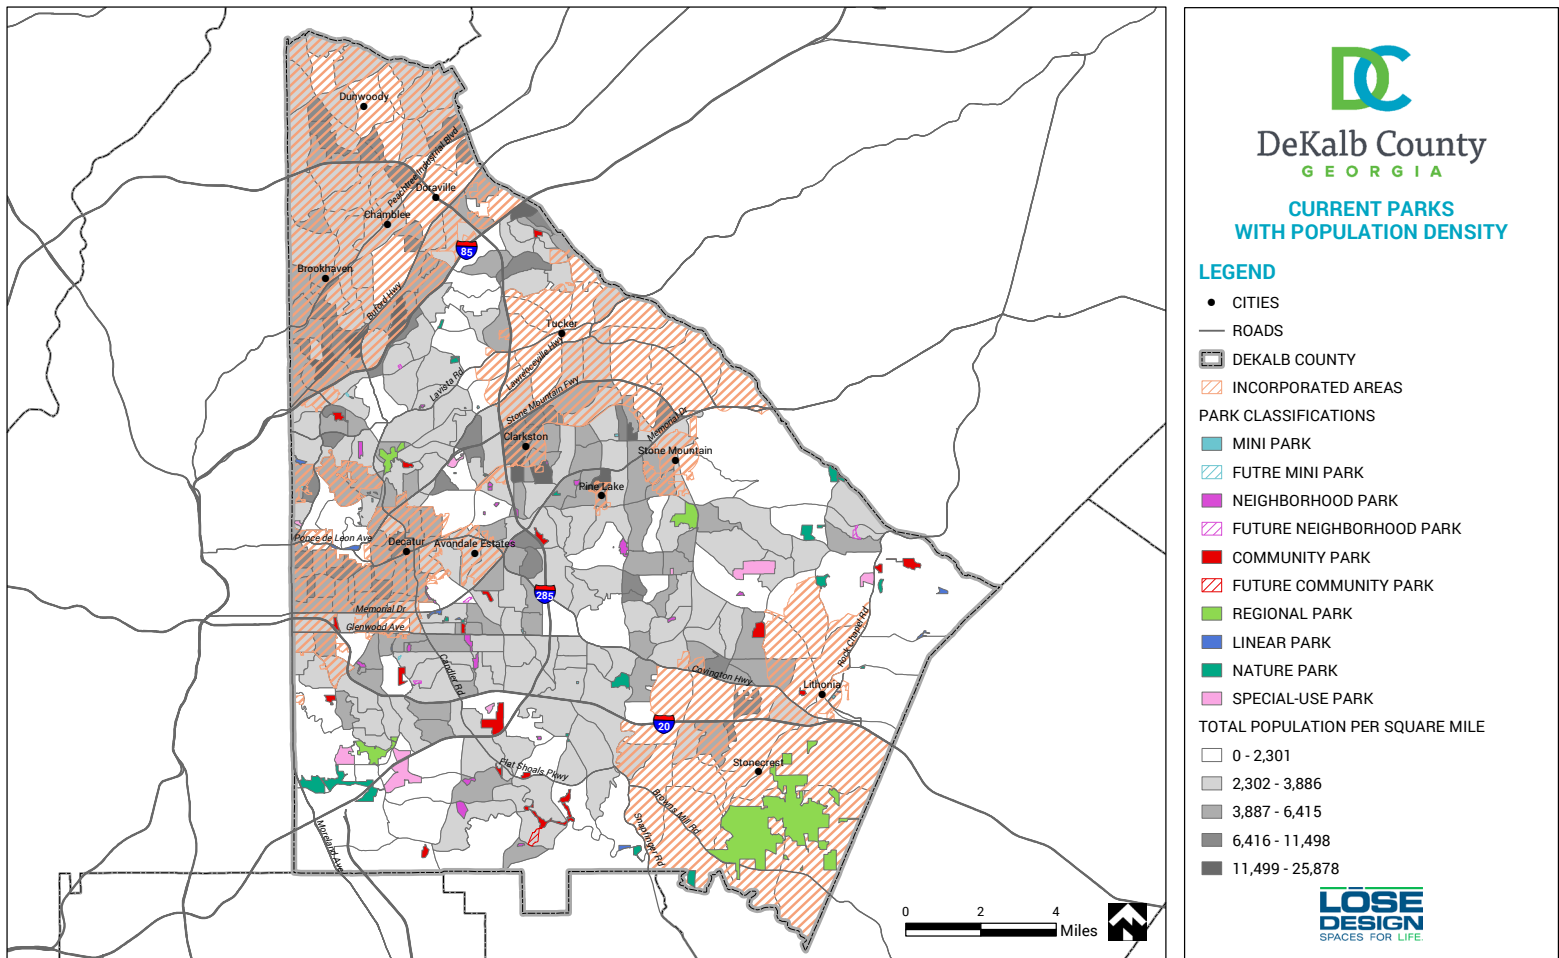 Dunwoody
Peachtree Industrial Blvd
Doraville
Chamblee
85
Brookhaven
Buford Hwy
Tucker
Lawrenceville Hwy
Lavista Rd
Stone Mountain Fwy
Memorial Dr
Clarkston
Stone Mountain
Pine Lake
Ponce de Leon Ave
Decatur
Avondale Estates
285
Memorial Dr
Glenwood Ave
Rock Chapel Rd
Candler Rd
Covington Hwy
Lithonia
20
Flat Shoals Pkwy
Stonecrest
Browns Mill Rd
Snapfinger Rd
Moreland Ave
0 2 4
Miles
DC
DeKalb County
GEORGIA
CURRENT PARKS
WITH POPULATION DENSITY
LEGEND
CITIES
ROADS
DEKALB COUNTY
INCORPORATED AREAS
PARK CLASSIFICATIONS
MINI PARK
FUTRE MINI PARK
NEIGHBORHOOD PARK
FUTURE NEIGHBORHOOD PARK
COMMUNITY PARK
FUTURE COMMUNITY PARK
REGIONAL PARK
LINEAR PARK
NATURE PARK
SPECIAL-USE PARK
TOTAL POPULATION PER SQUARE MILE
0 - 2,301
2,302 - 3,886
3,887 - 6,415
6,416 - 11,498
11,499 - 25,878
LOSE
DESIGN
SPACES FOR LIFE.